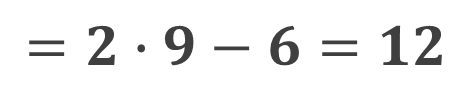 = 2 · 9 − 6 = 12